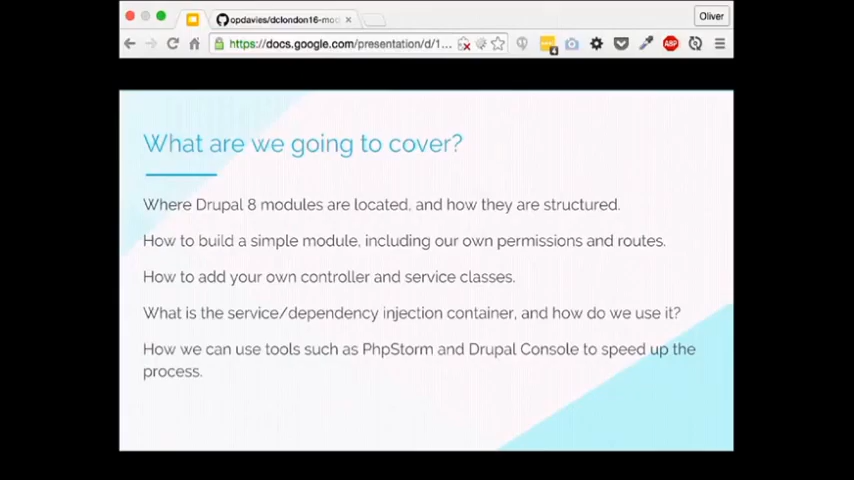 opdavies/dclondon16-mod
Oliver
https://docs.google.com/presentation/d/1...
ABP
What are we going to cover?
Where Drupal 8 modules are located, and how they are structured.
How to build a simple module, including our own permissions and routes.
How to add your own controller and service classes.
What is the service/dependency injection container, and how do we use it?
How we can use tools such as PhpStorm and Drupal Console to speed up the
process.